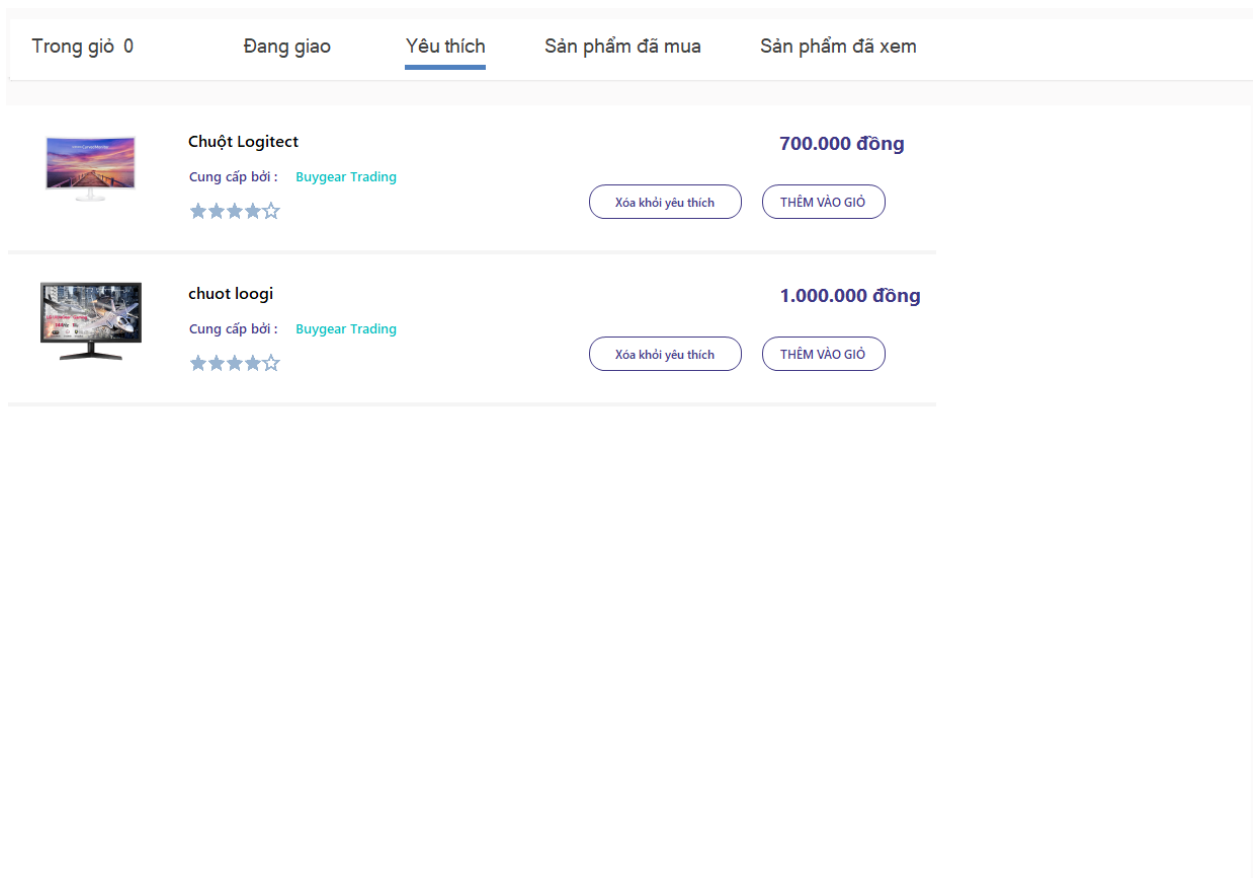 Trong giỏ 0
Đang giao
Yêu thích
Sản phẩm đã mua
Sản phẩm đã xem
Chuột Logitect
700.000 đồng
Cung cấp bởi : Buygear Trading
Xóa khỏi yêu thích
THÊM VÀO GIỎ
chuot loogi
1.000.000 đồng
Cung cấp bởi : Buygear Trading
Xóa khỏi yêu thích
THÊM VÀO GIỎ